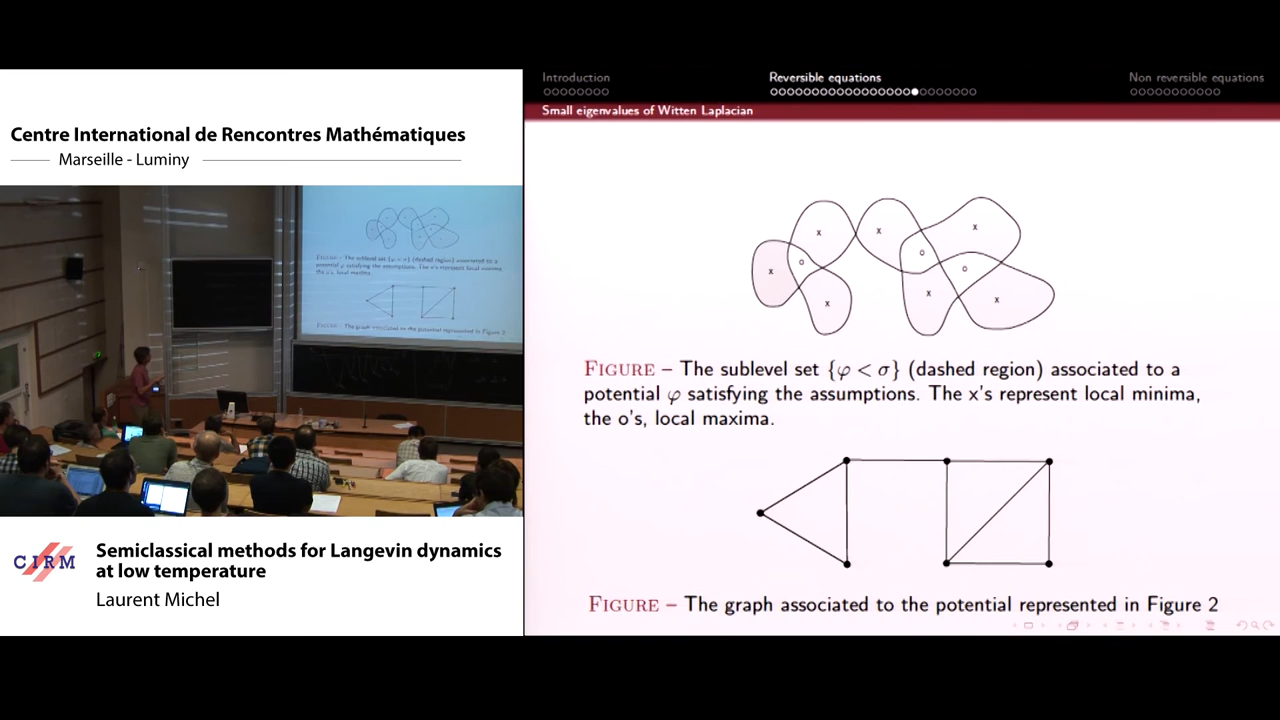 Centre International de Rencontres Mathématiques
Marseille - Luminy
CIRM
Semiclassical methods for Langevin dynamics
at low temperature
Laurent Michel
Introduction
Reversible equations
Non reversible equations
Small eigenvalues of Witten Laplacian
x
x
x
x
x
x
x
o
o
o
FIGURE – The sublevel set {φ < σ} (dashed region) associated to a
potential φ satisfying the assumptions. The x's represent local minima,
the o's, local maxima.
FIGURE – The graph associated to the potential represented in Figure 2